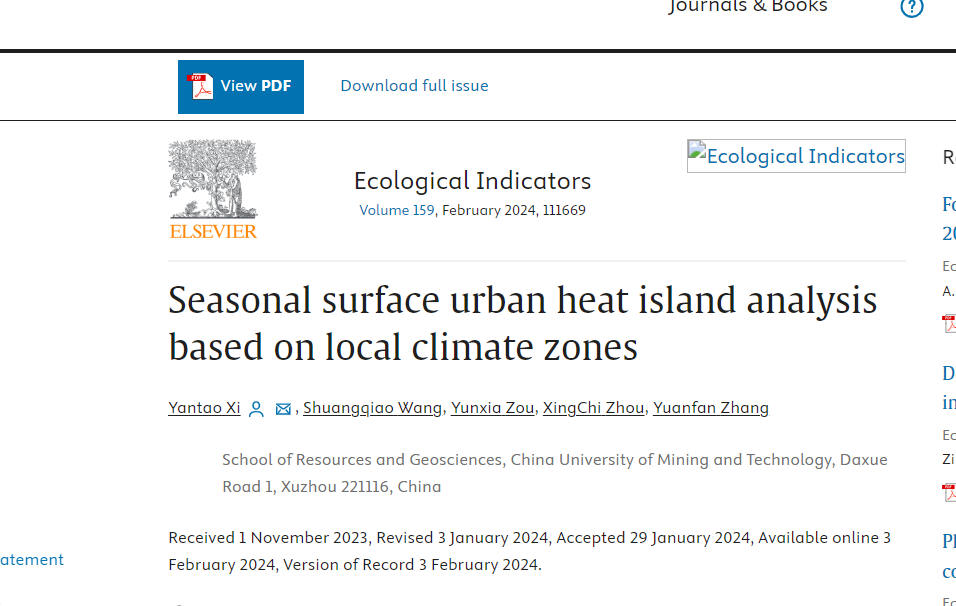 Journals & Books
?
View PDF
Download full issue
ELSEVIER
Ecological Indicators
Volume 159, February 2024, 111669
Ecological Indicators
Seasonal surface urban heat island analysis
based on local climate zones
Yantao Xi , Shuangqiao Wang, Yunxia Zou, XingChi Zhou, Yuanfan Zhang
School of Resources and Geosciences, China University of Mining and Technology, Daxue
Road 1, Xuzhou 221116, China
Received 1 November 2023, Revised 3 January 2024, Accepted 29 January 2024, Available online 3
February 2024, Version of Record 3 February 2024.
atement